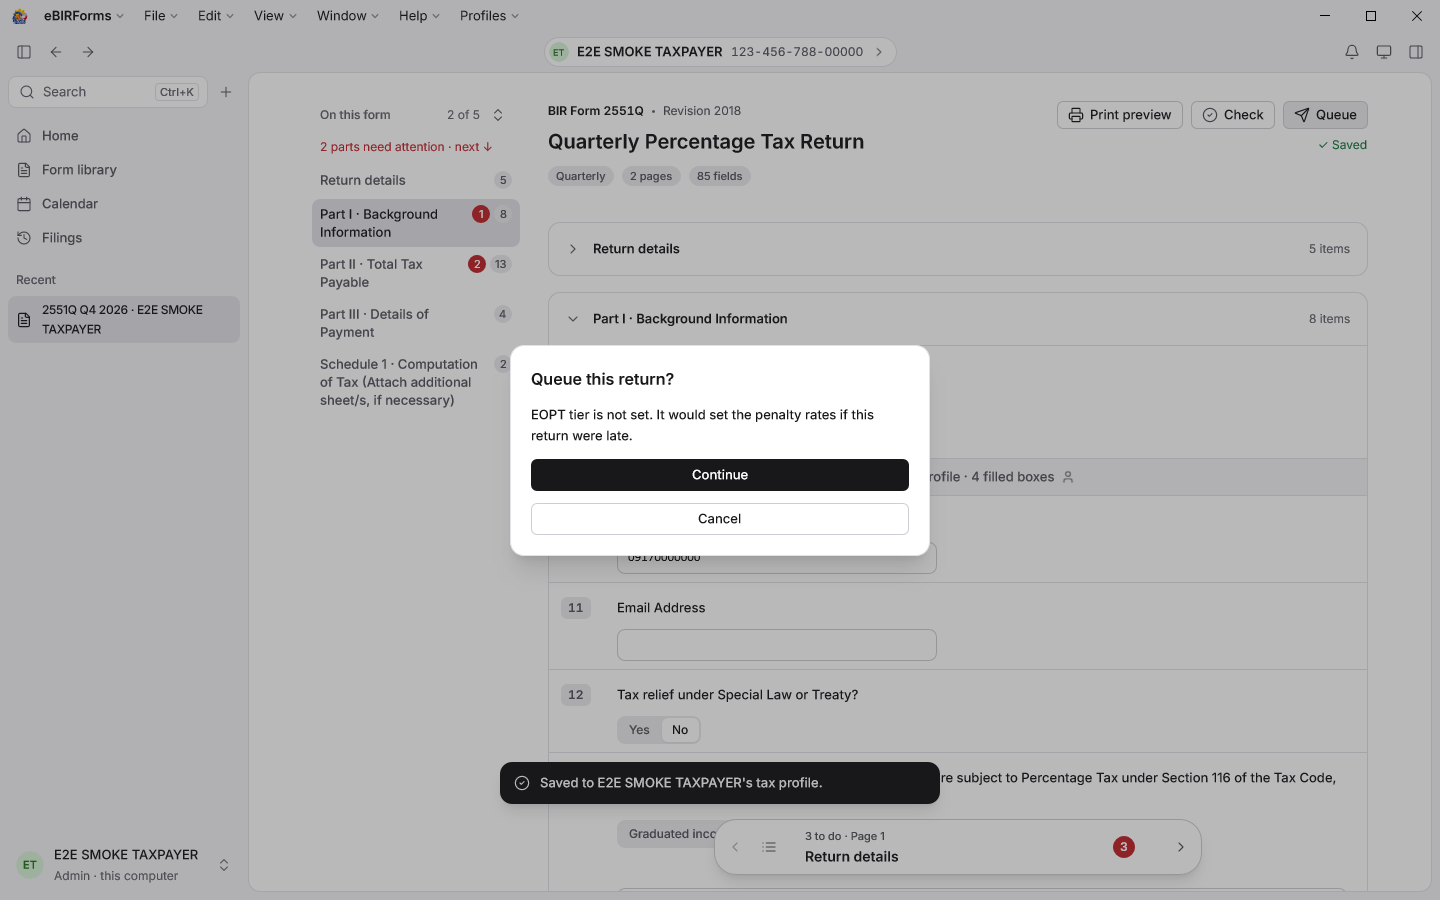 eBIRForms File Edit View Window Help Profiles
ET E2E SMOKE TAXPAYER 123-456-788-00000
Search Ctrl+K
Home
Form library
Calendar
Filings
Recent
2551Q Q4 2026 · E2E SMOKE
TAXPAYER
ET E2E SMOKE TAXPAYER
Admin · this computer
On this form 2 of 5
2 parts need attention · next ↓
Return details 5
Part I · Background
Information 1 8
Part II · Total Tax
Payable 2 13
Part III · Details of
Payment 4
Schedule 1 · Computation
of Tax (Attach additional
sheet/s, if necessary) 2
BIR Form 2551Q • Revision 2018
Quarterly Percentage Tax Return
Quarterly 2 pages 85 fields
Print preview Check Queue
✓ Saved
Return details 5 items
Part I · Background Information 8 items
Queue this return?
EOPT tier is not set. It would set the penalty rates if this
return were late.
Continue
Cancel
rofile · 4 filled boxes
09170000000
11 Email Address
12 Tax relief under Special Law or Treaty?
Yes No
re subject to Percentage Tax under Section 116 of the Tax Code,
Saved to E2E SMOKE TAXPAYER's tax profile.
Graduated inco
3 to do · Page 1
Return details 3